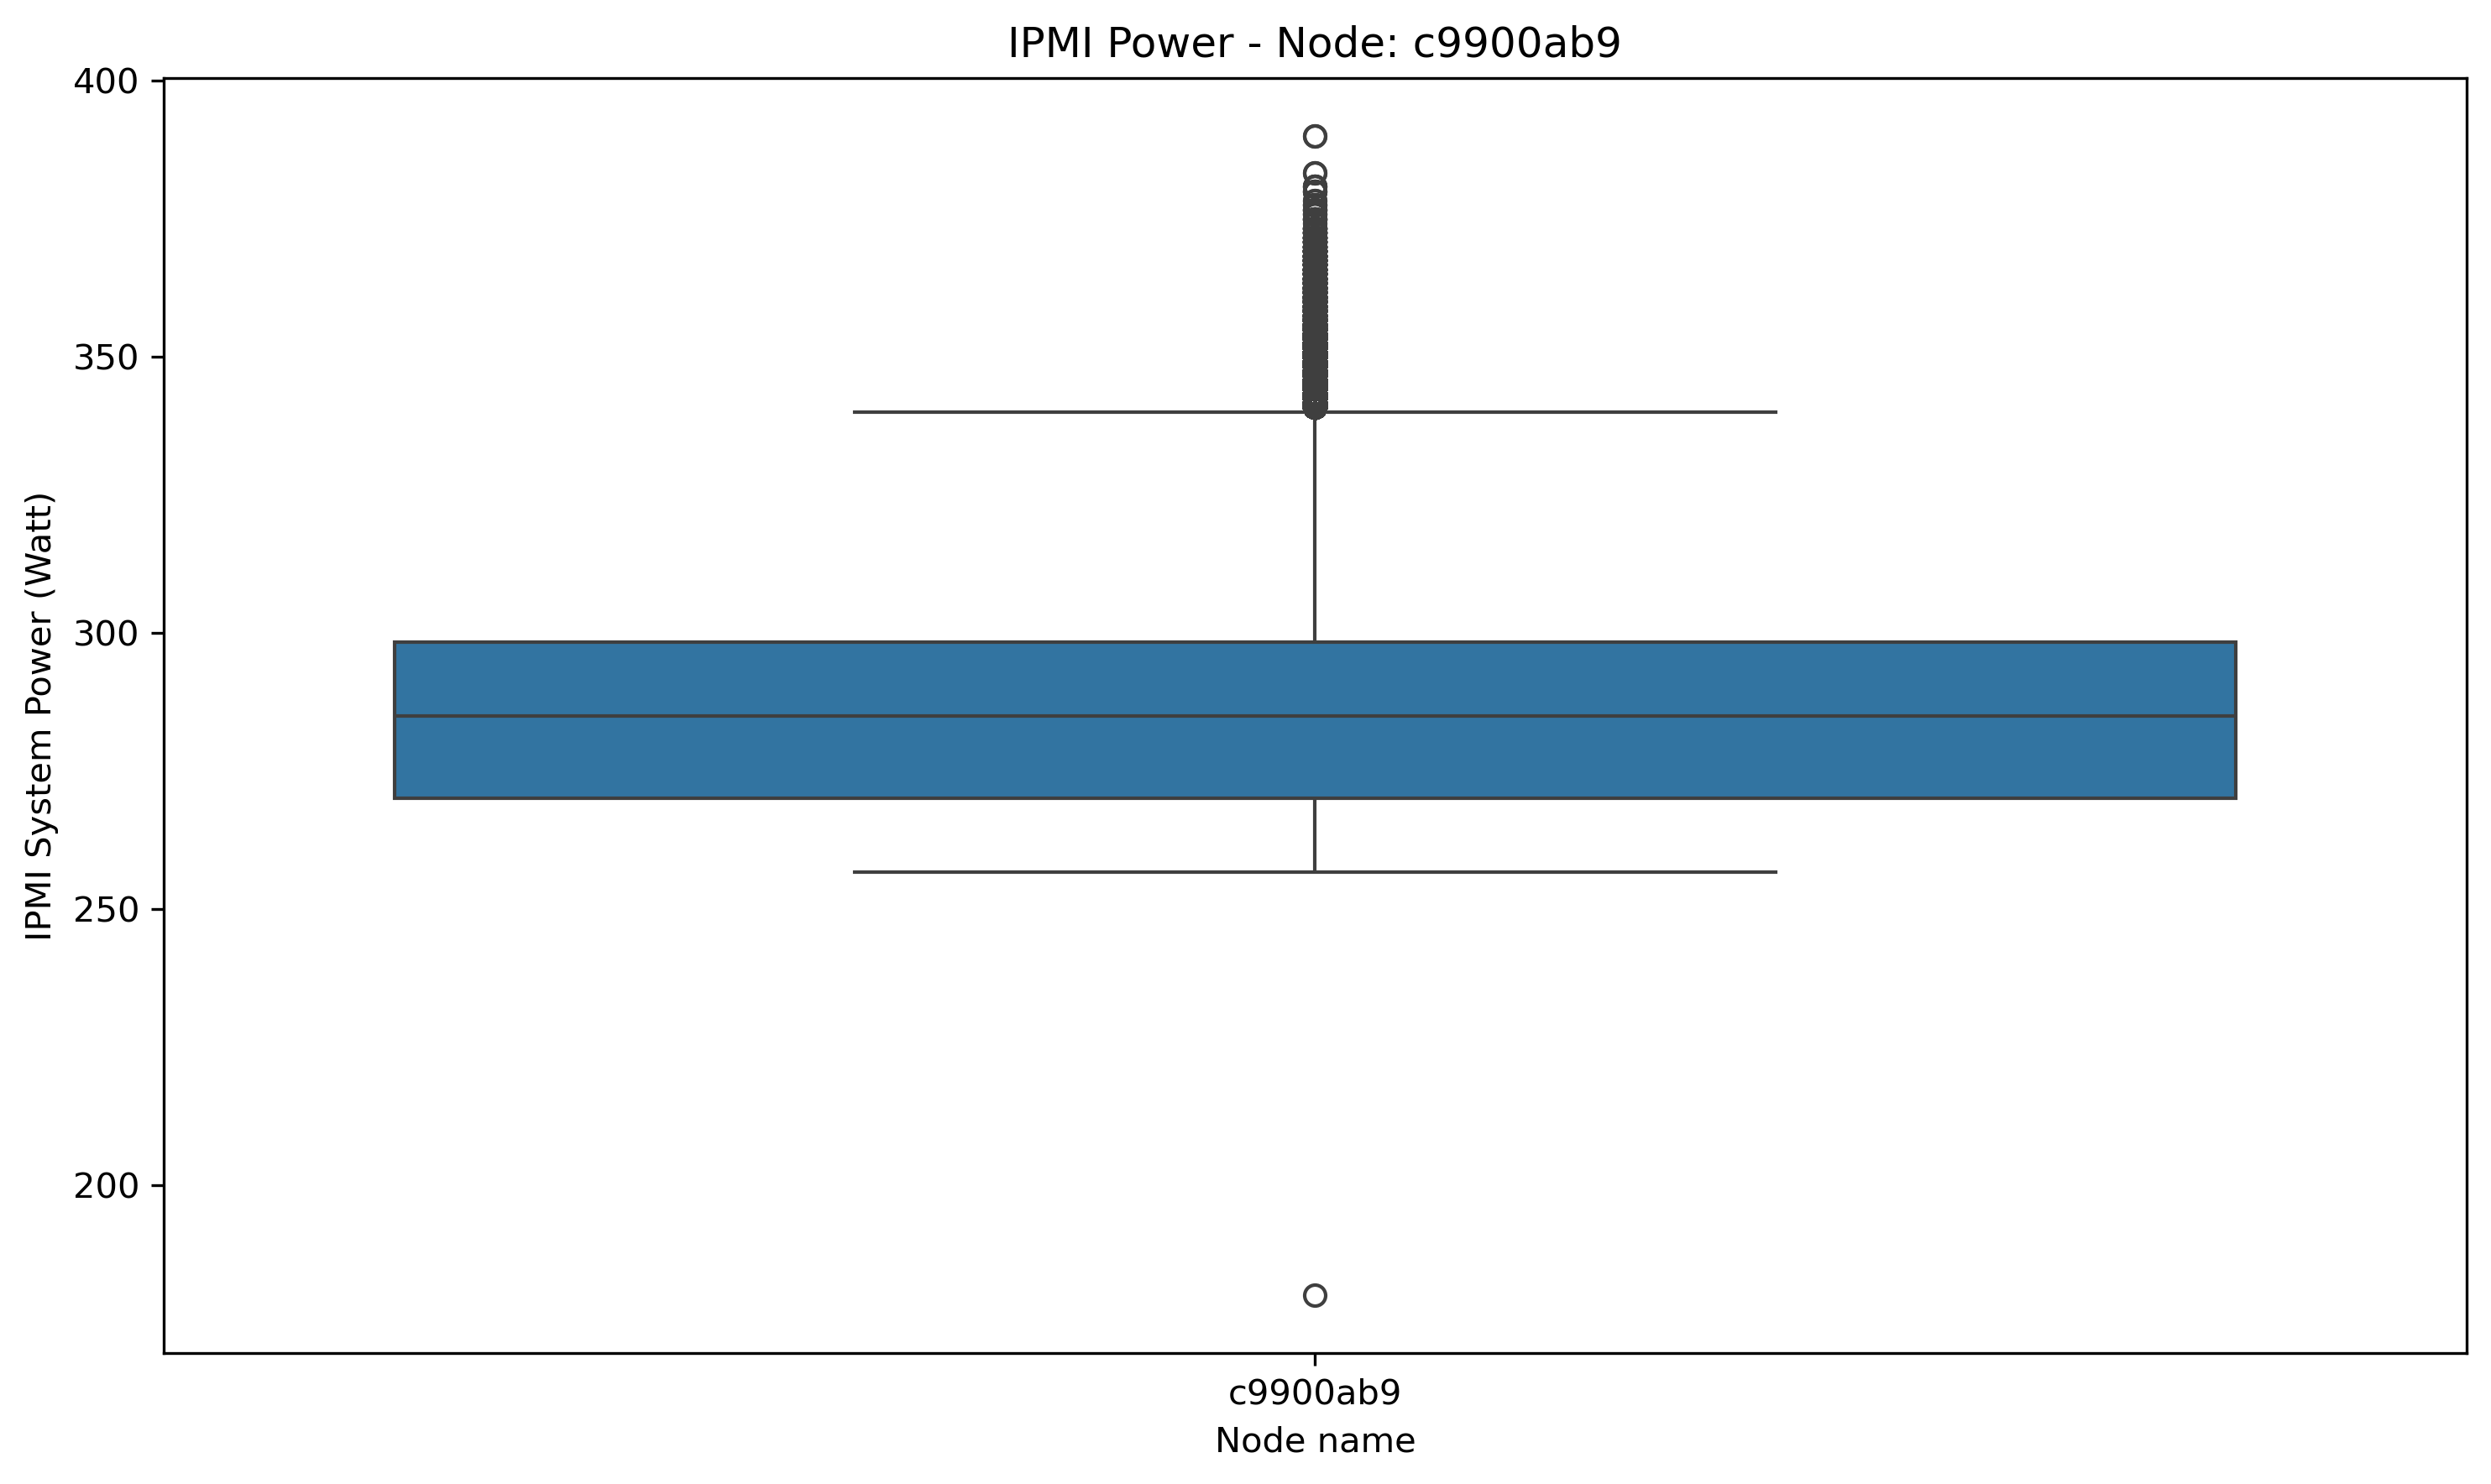 IPMI Power - Node: c9900ab9
IPMI System Power (Watt)
400
350
300
250
200
c9900ab9
Node name